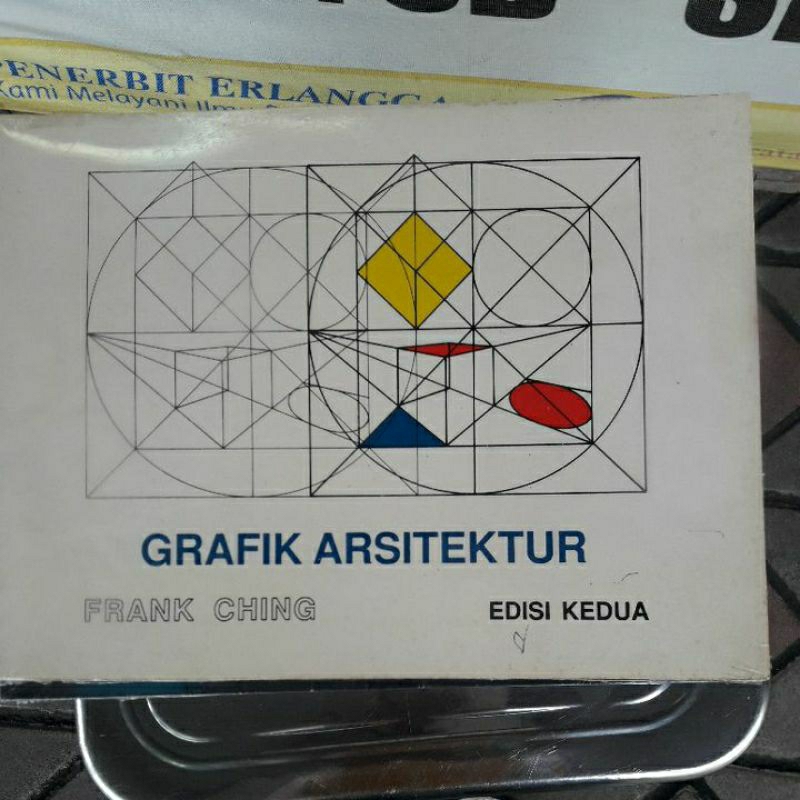 PENERBIT ERLANGGA
Kami Melayani
GRAFIK ARSITEKTUR
FRANK CHING
EDISI KEDUA